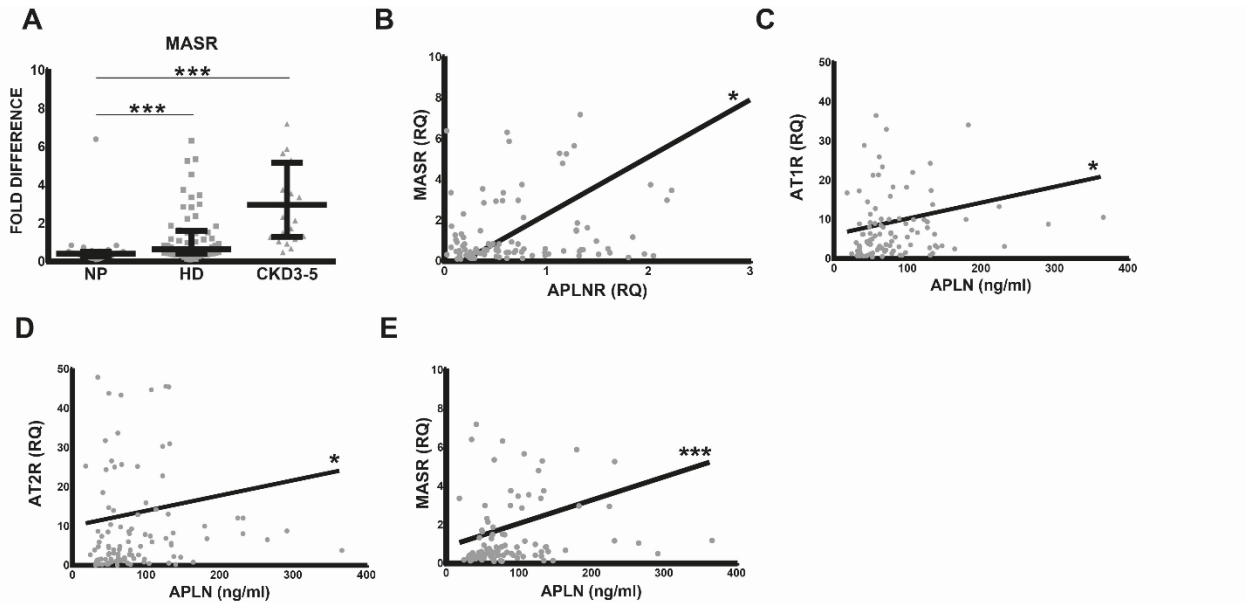 A
MASR
FOLD DIFFERENCE
10
8
6
4
2
0
***
***
NP HD CKD3-5
B
MASR (RQ)
10
8
6
4
2
0
*
0 1 2 3
APLNR (RQ)
C
AT1R (RQ)
50
40
30
20
10
0
*
0 100 200 300 400
APLN (ng/ml)
D
AT2R (RQ)
50
40
30
20
10
0
*
0 100 200 300 400
APLN (ng/ml)
E
MASR (RQ)
10
8
6
4
2
0
***
0 100 200 300 400
APLN (ng/ml)